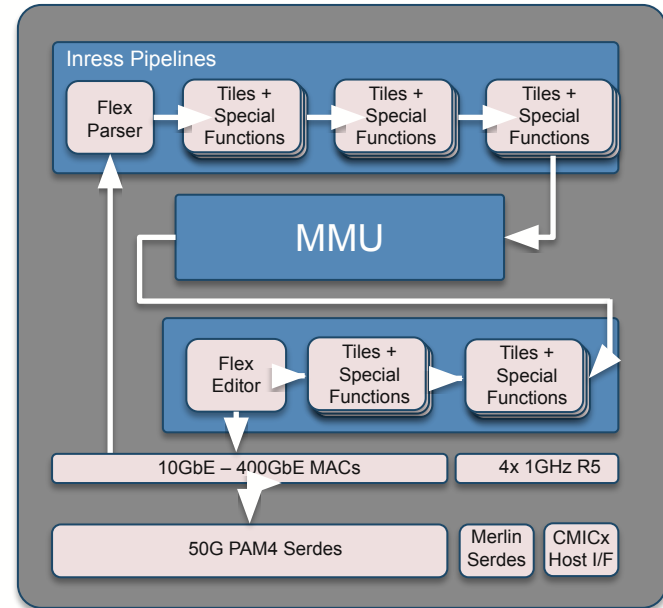 Inress Pipelines
Flex
Parser
Tiles +
Special
Functions
Tiles +
Special
Functions
Tiles +
Special
Functions
MMU
Flex
Editor
Tiles +
Special
Functions
Tiles +
Special
Functions
10GbE – 400GbE MACs
4x 1GHz R5
50G PAM4 Serdes
Merlin
Serdes
CMICx
Host I/F